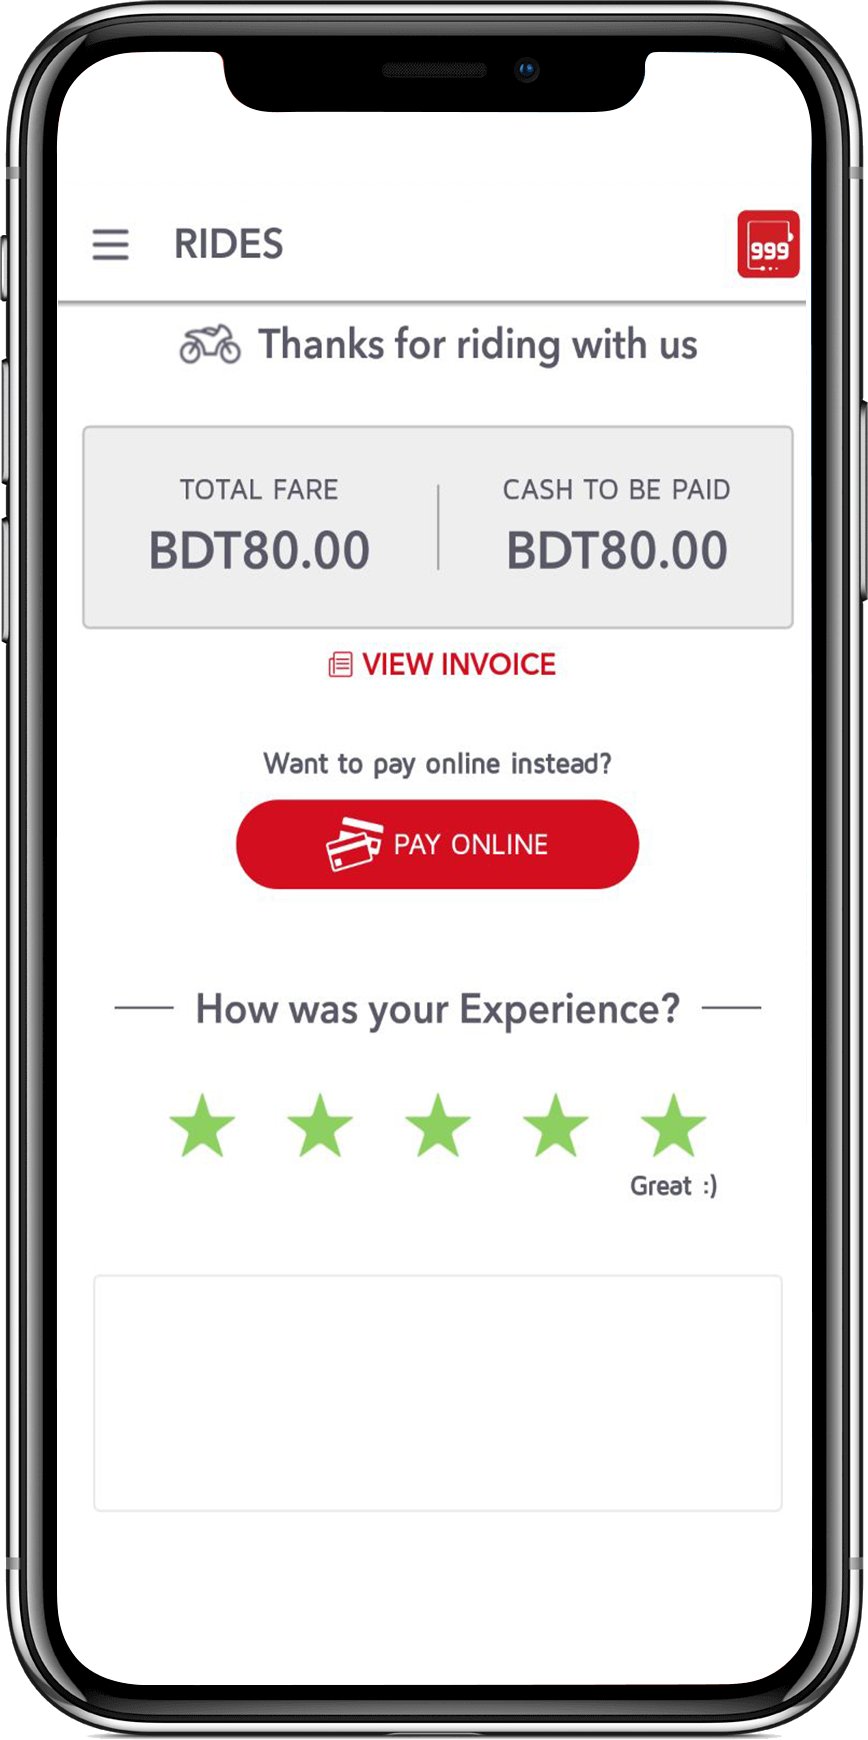 RIDES
999
Thanks for riding with us
TOTAL FARE
CASH TO BE PAID
BDT80.00
BDT80.00
VIEW INVOICE
Want to pay online instead?
PAY ONLINE
How was your Experience?
Great :)